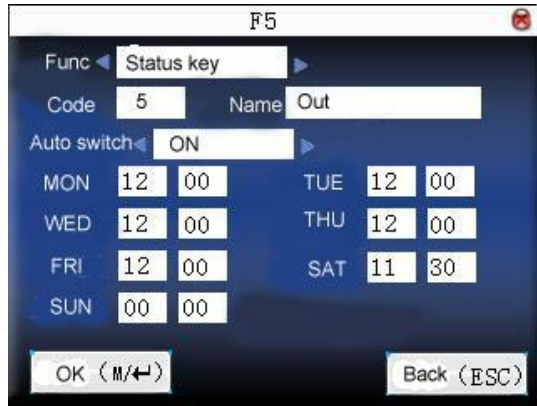 F5
Func Status key
Code 5 Name Out
Auto switch ON
MON 12 00 TUE 12 00
WED 12 00 THU 12 00
FRI 12 00 SAT 11 30
SUN 00 00
OK (M/↵) Back (ESC)